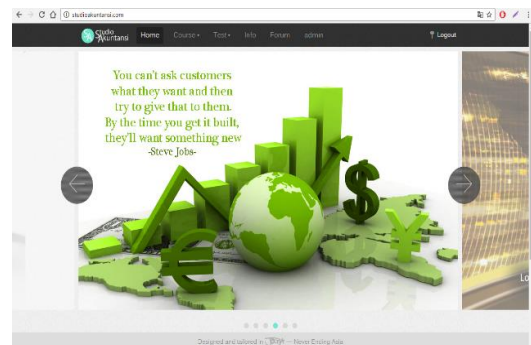 studioakuntansi.com
Studio
Akuntansi
Home Course Test Info Forum admin Logout
You can't ask customers
what they want and then
try to give that to them.
By the time you get it built,
they'll want something new
-Steve Jobs-
Lo
Designed and tailored in
Never Ending Asia